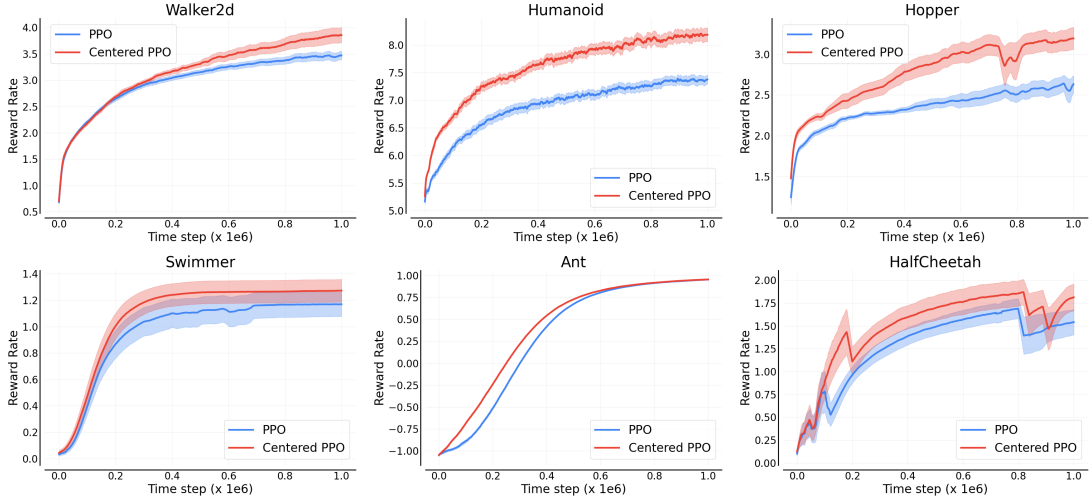 Walker2d
Reward Rate
4.0
3.5
3.0
2.5
2.0
1.5
1.0
0.5
PPO
Centered PPO
0.0 0.2 0.4 0.6 0.8 1.0
Time step (x 1e6)
Humanoid
Reward Rate
8.0
7.5
7.0
6.5
6.0
5.5
5.0
PPO
Centered PPO
0.0 0.2 0.4 0.6 0.8 1.0
Time step (x 1e6)
Hopper
Reward Rate
3.0
2.5
2.0
1.5
PPO
Centered PPO
0.0 0.2 0.4 0.6 0.8 1.0
Time step (x 1e6)
Swimmer
Reward Rate
1.4
1.2
1.0
0.8
0.6
0.4
0.2
0.0
PPO
Centered PPO
0.0 0.2 0.4 0.6 0.8 1.0
Time step (x 1e6)
Ant
Reward Rate
1.00
0.75
0.50
0.25
0.00
−0.25
−0.50
−0.75
−1.00
PPO
Centered PPO
0.0 0.2 0.4 0.6 0.8 1.0
Time step (x 1e6)
HalfCheetah
Reward Rate
2.00
1.75
1.50
1.25
1.00
0.75
0.50
0.25
0.00
PPO
Centered PPO
0.0 0.2 0.4 0.6 0.8 1.0
Time step (x 1e6)